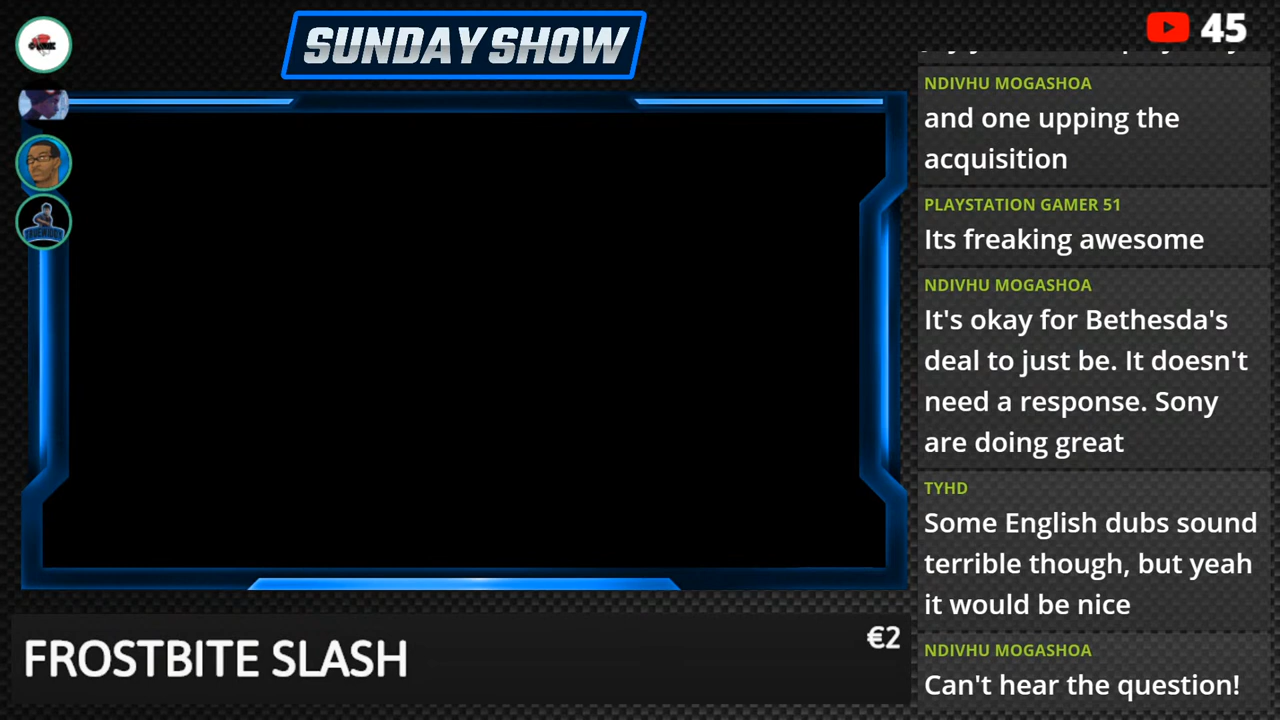 SUNDAY SHOW
45
NDIVHU MOGASHOA
and one upping the
acquisition
PLAYSTATION GAMER 51
Its freaking awesome
NDIVHU MOGASHOA
It's okay for Bethesda's
deal to just be. It doesn't
need a response. Sony
are doing great
TYHD
Some English dubs sound
terrible though, but yeah
it would be nice
NDIVHU MOGASHOA
Can't hear the question!
FROSTBITE SLASH
€2